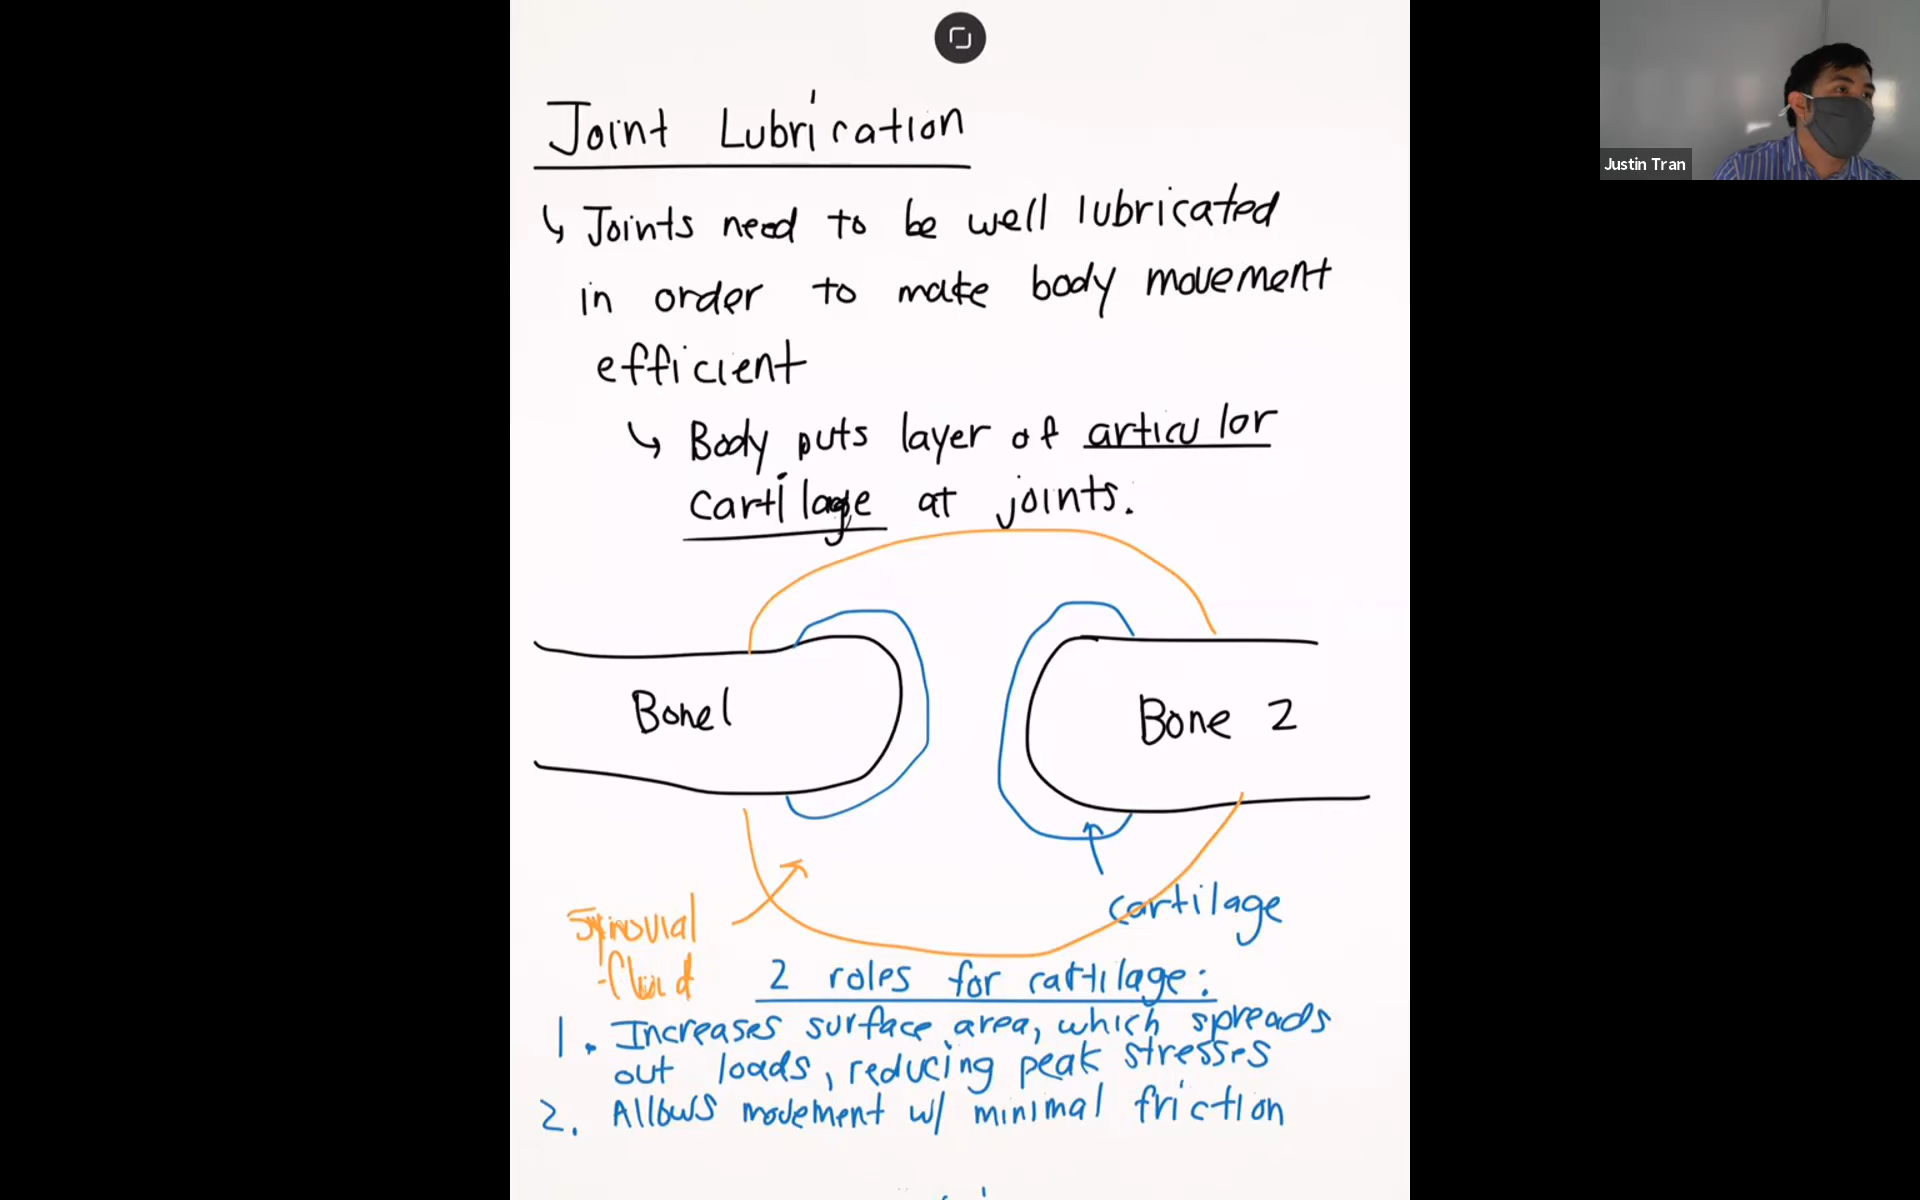 Joint Lubrication
↳ Joints need to be well lubricated
in order to make body movement
efficient
↳ Body puts layer of articular
cartilage at joints.
Bone 1
Bone 2
cartilage
Synovial
fluid
2 roles for cartilage:
1. Increases surface area, which spreads
out loads, reducing peak stresses
2. Allows movement w/ minimal friction
Justin Tran